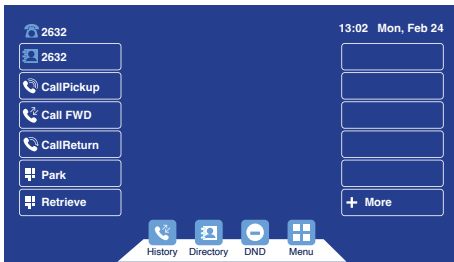 2632
13:02 Mon, Feb 24
2632
CallPickup
Call FWD
CallReturn
Park
Retrieve
More
History Directory DND Menu